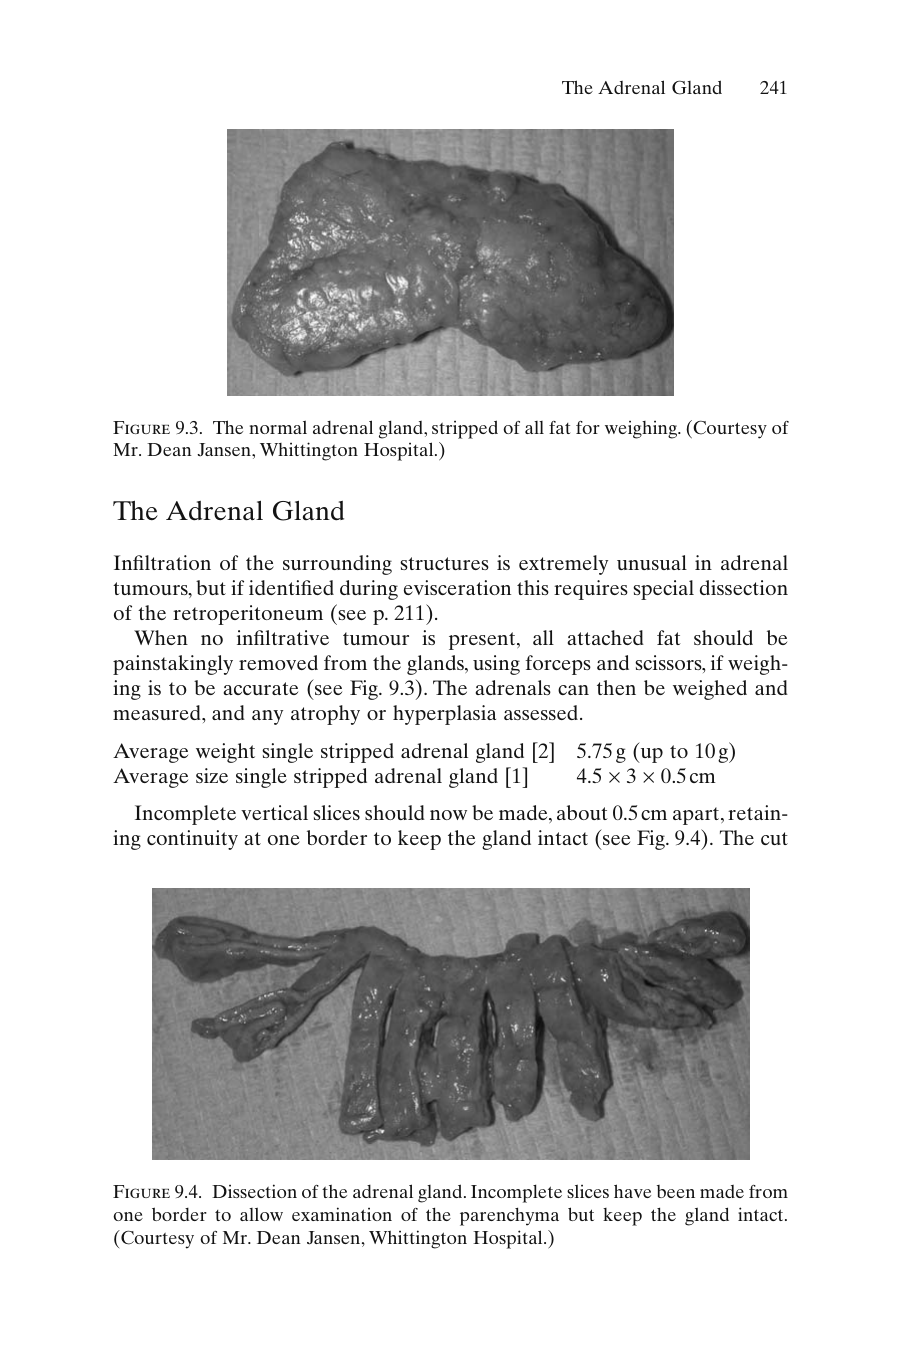 The Adrenal Gland 241
FIGURE 9.3. The normal adrenal gland, stripped of all fat for weighing. (Courtesy of
Mr. Dean Jansen, Whittington Hospital.)
The Adrenal Gland
Infiltration of the surrounding structures is extremely unusual in adrenal
tumours, but if identified during evisceration this requires special dissection
of the retroperitoneum (see p. 211).
When no infiltrative tumour is present, all attached fat should be
painstakingly removed from the glands, using forceps and scissors, if weigh-
ing is to be accurate (see Fig. 9.3). The adrenals can then be weighed and
measured, and any atrophy or hyperplasia assessed.
Average weight single stripped adrenal gland [2] 5.75 g (up to 10 g)
Average size single stripped adrenal gland [1] 4.5 × 3 × 0.5 cm
Incomplete vertical slices should now be made, about 0.5 cm apart, retain-
ing continuity at one border to keep the gland intact (see Fig. 9.4). The cut
FIGURE 9.4. Dissection of the adrenal gland. Incomplete slices have been made from
one border to allow examination of the parenchyma but keep the gland intact.
(Courtesy of Mr. Dean Jansen, Whittington Hospital.)